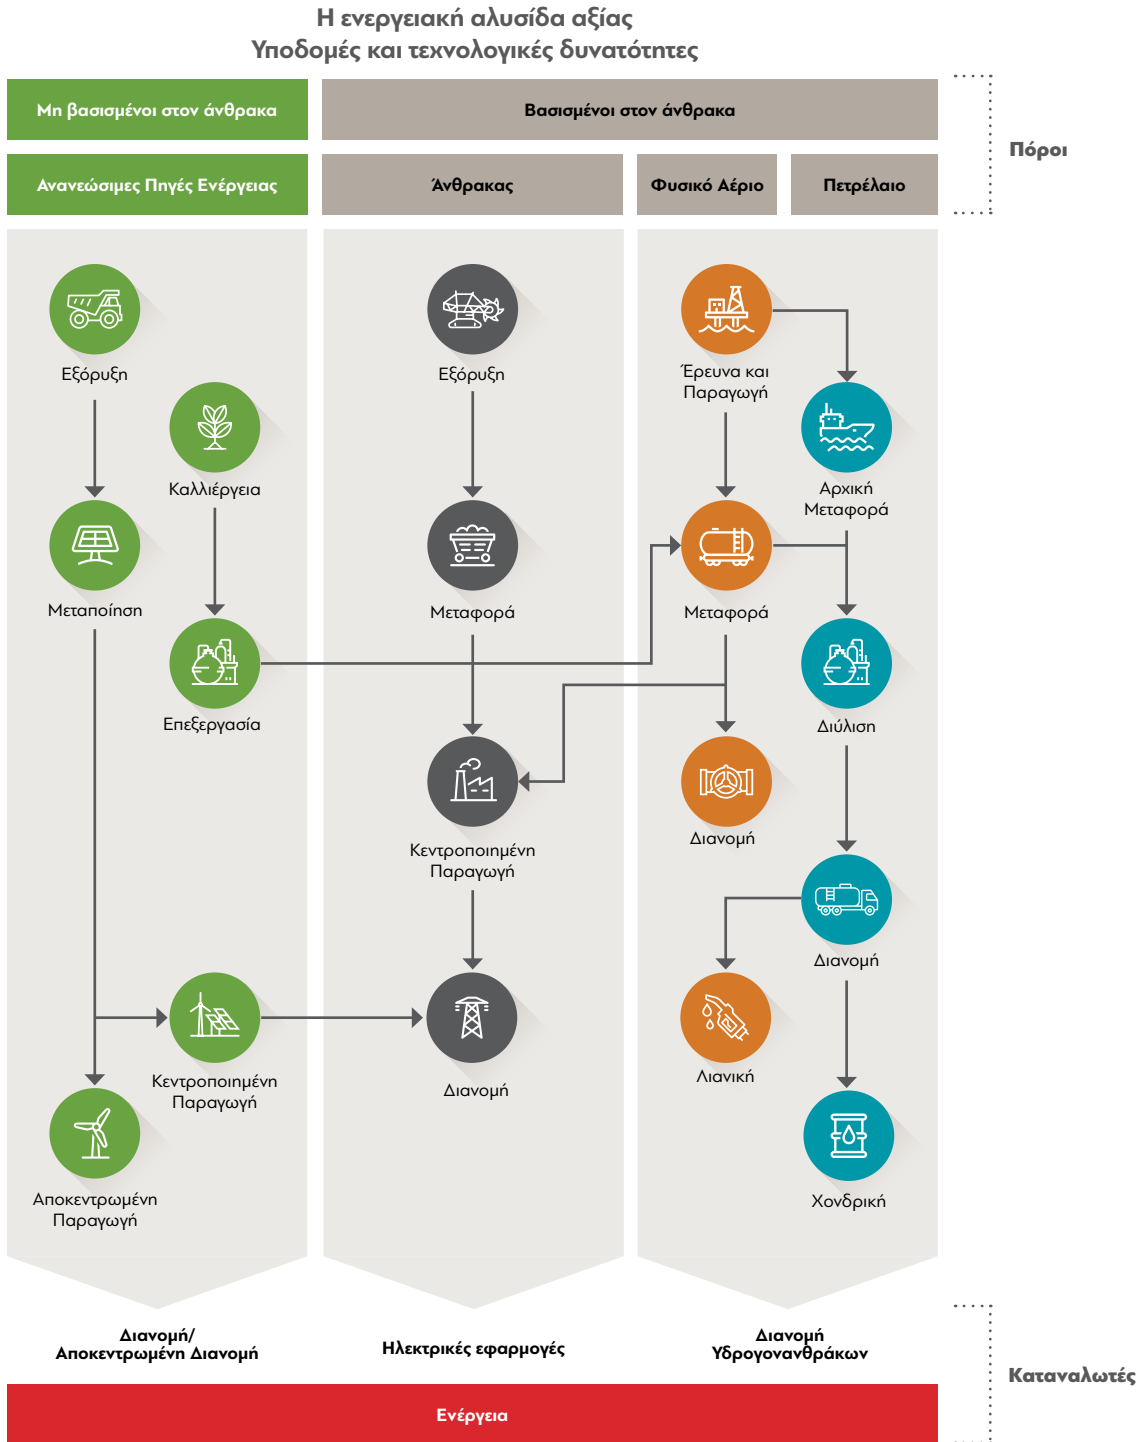 Η ενεργειακή αλυσίδα αξίας
Υποδομές και τεχνολογικές δυνατότητες
Μη βασισμένοι στον άνθρακα
Βασισμένοι στον άνθρακα
Πόροι
Ανανεώσιμες Πηγές Ενέργειας
Άνθρακας
Φυσικό Αέριο
Πετρέλαιο
Εξόρυξη
Καλλιέργεια
Μεταποίηση
Επεξεργασία
Κεντροποιημένη
Παραγωγή
Αποκεντρωμένη
Παραγωγή
Εξόρυξη
Μεταφορά
Κεντροποιημένη
Παραγωγή
Διανομή
Έρευνα και
Παραγωγή
Αρχική
Μεταφορά
Μεταφορά
Διύλιση
Διανομή
Διανομή
Λιανική
Χονδρική
Διανομή/
Αποκεντρωμένη Διανομή
Ηλεκτρικές εφαρμογές
Διανομή
Υδρογονανθράκων
Καταναλωτές
Ενέργεια